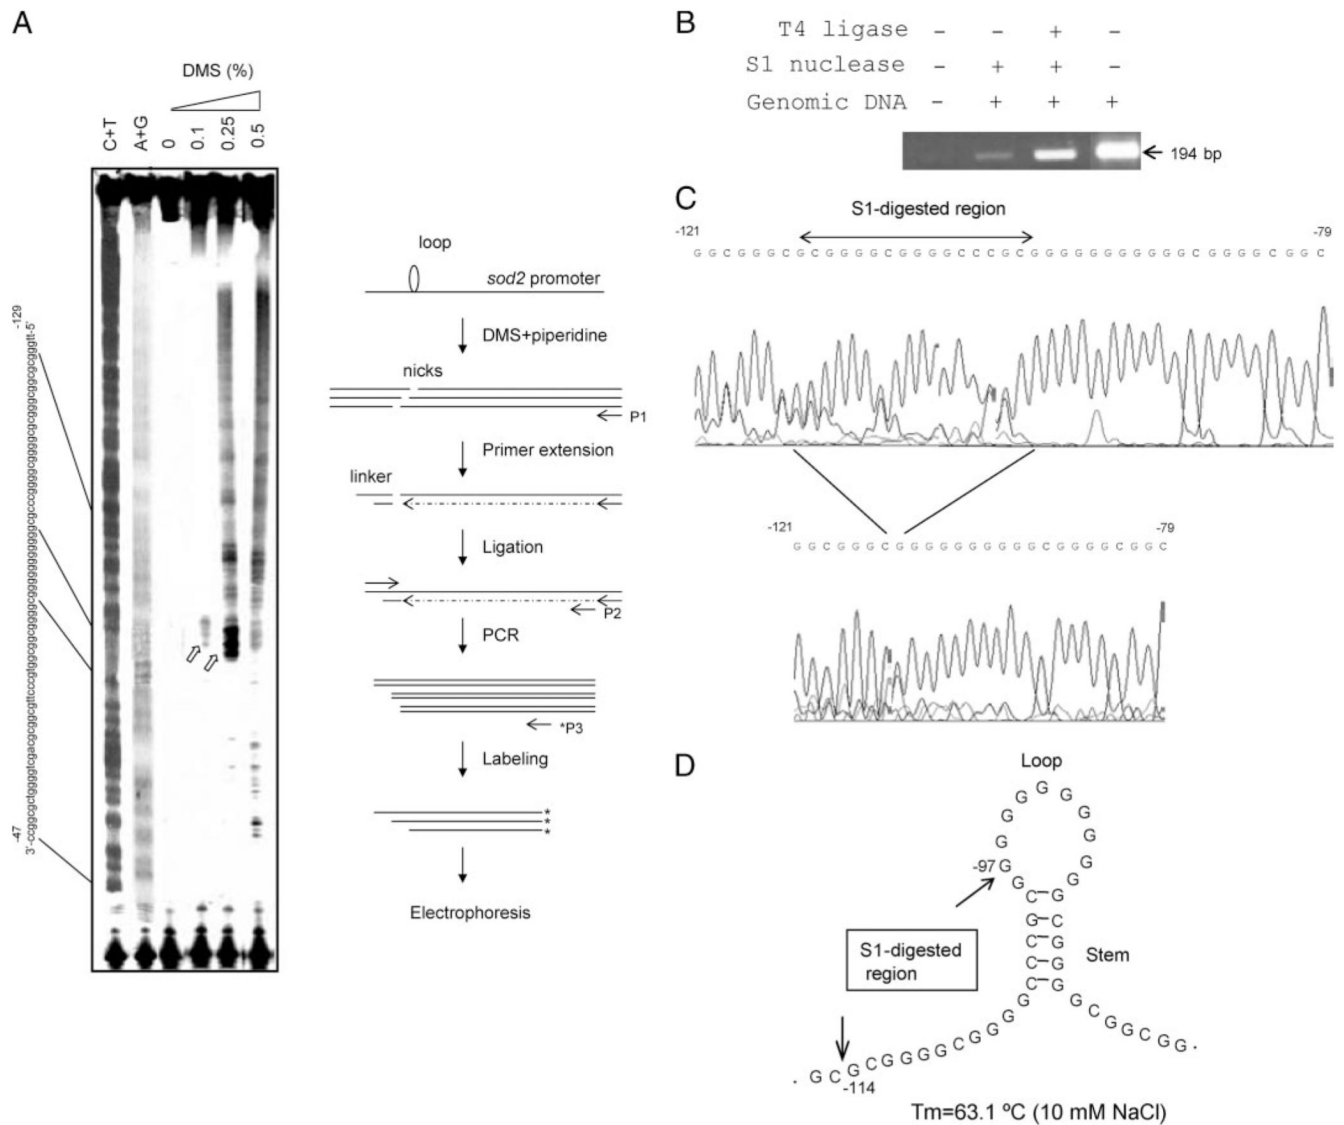 A
DMS (%)
C+T
A+G
0
0.1
0.25
0.5
-129
-47
loop
sod2 promoter
DMS+piperidine
nicks
P1
Primer extension
linker
Ligation
P2
PCR
*P3
Labeling
*
*
*
Electrophoresis
B
T4 ligase - - + -
S1 nuclease - + + -
Genomic DNA - + + +
194 bp
C
S1-digested region
-121 -79
G G C G G G C G C G G G G C G G G G C C C G C G G G G G G G G G G C G G G G C G G C
-121 -79
G G C G G G C G G G G G G G G G G C G G G G C G G C
D
Loop
-97
S1-digested
region
Stem
-114
Tm=63.1 ºC (10 mM NaCl)